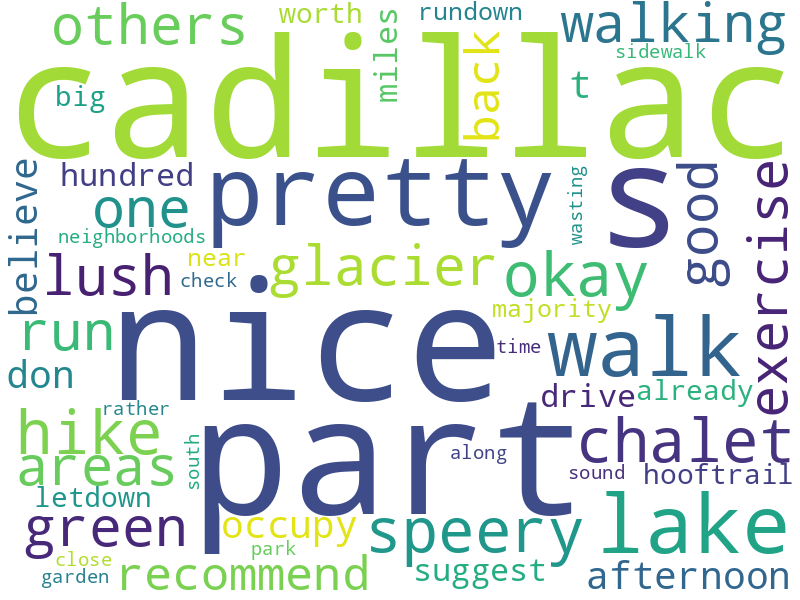 others
worth
rundown
walking
sidewalk
miles
big
back
t
cadillac
believe
hundred
pretty
wasting
s
good
exercise
one
neighborhoods
near
check
lush
glacier
okay
majority
run
nice
time
walk
don
drive
already
rather
hike
part
along
chalet
areas
south
sound
hooftrail
letdown
green
occupy
speery
lake
park
close
garden
recommend
suggest
afternoon